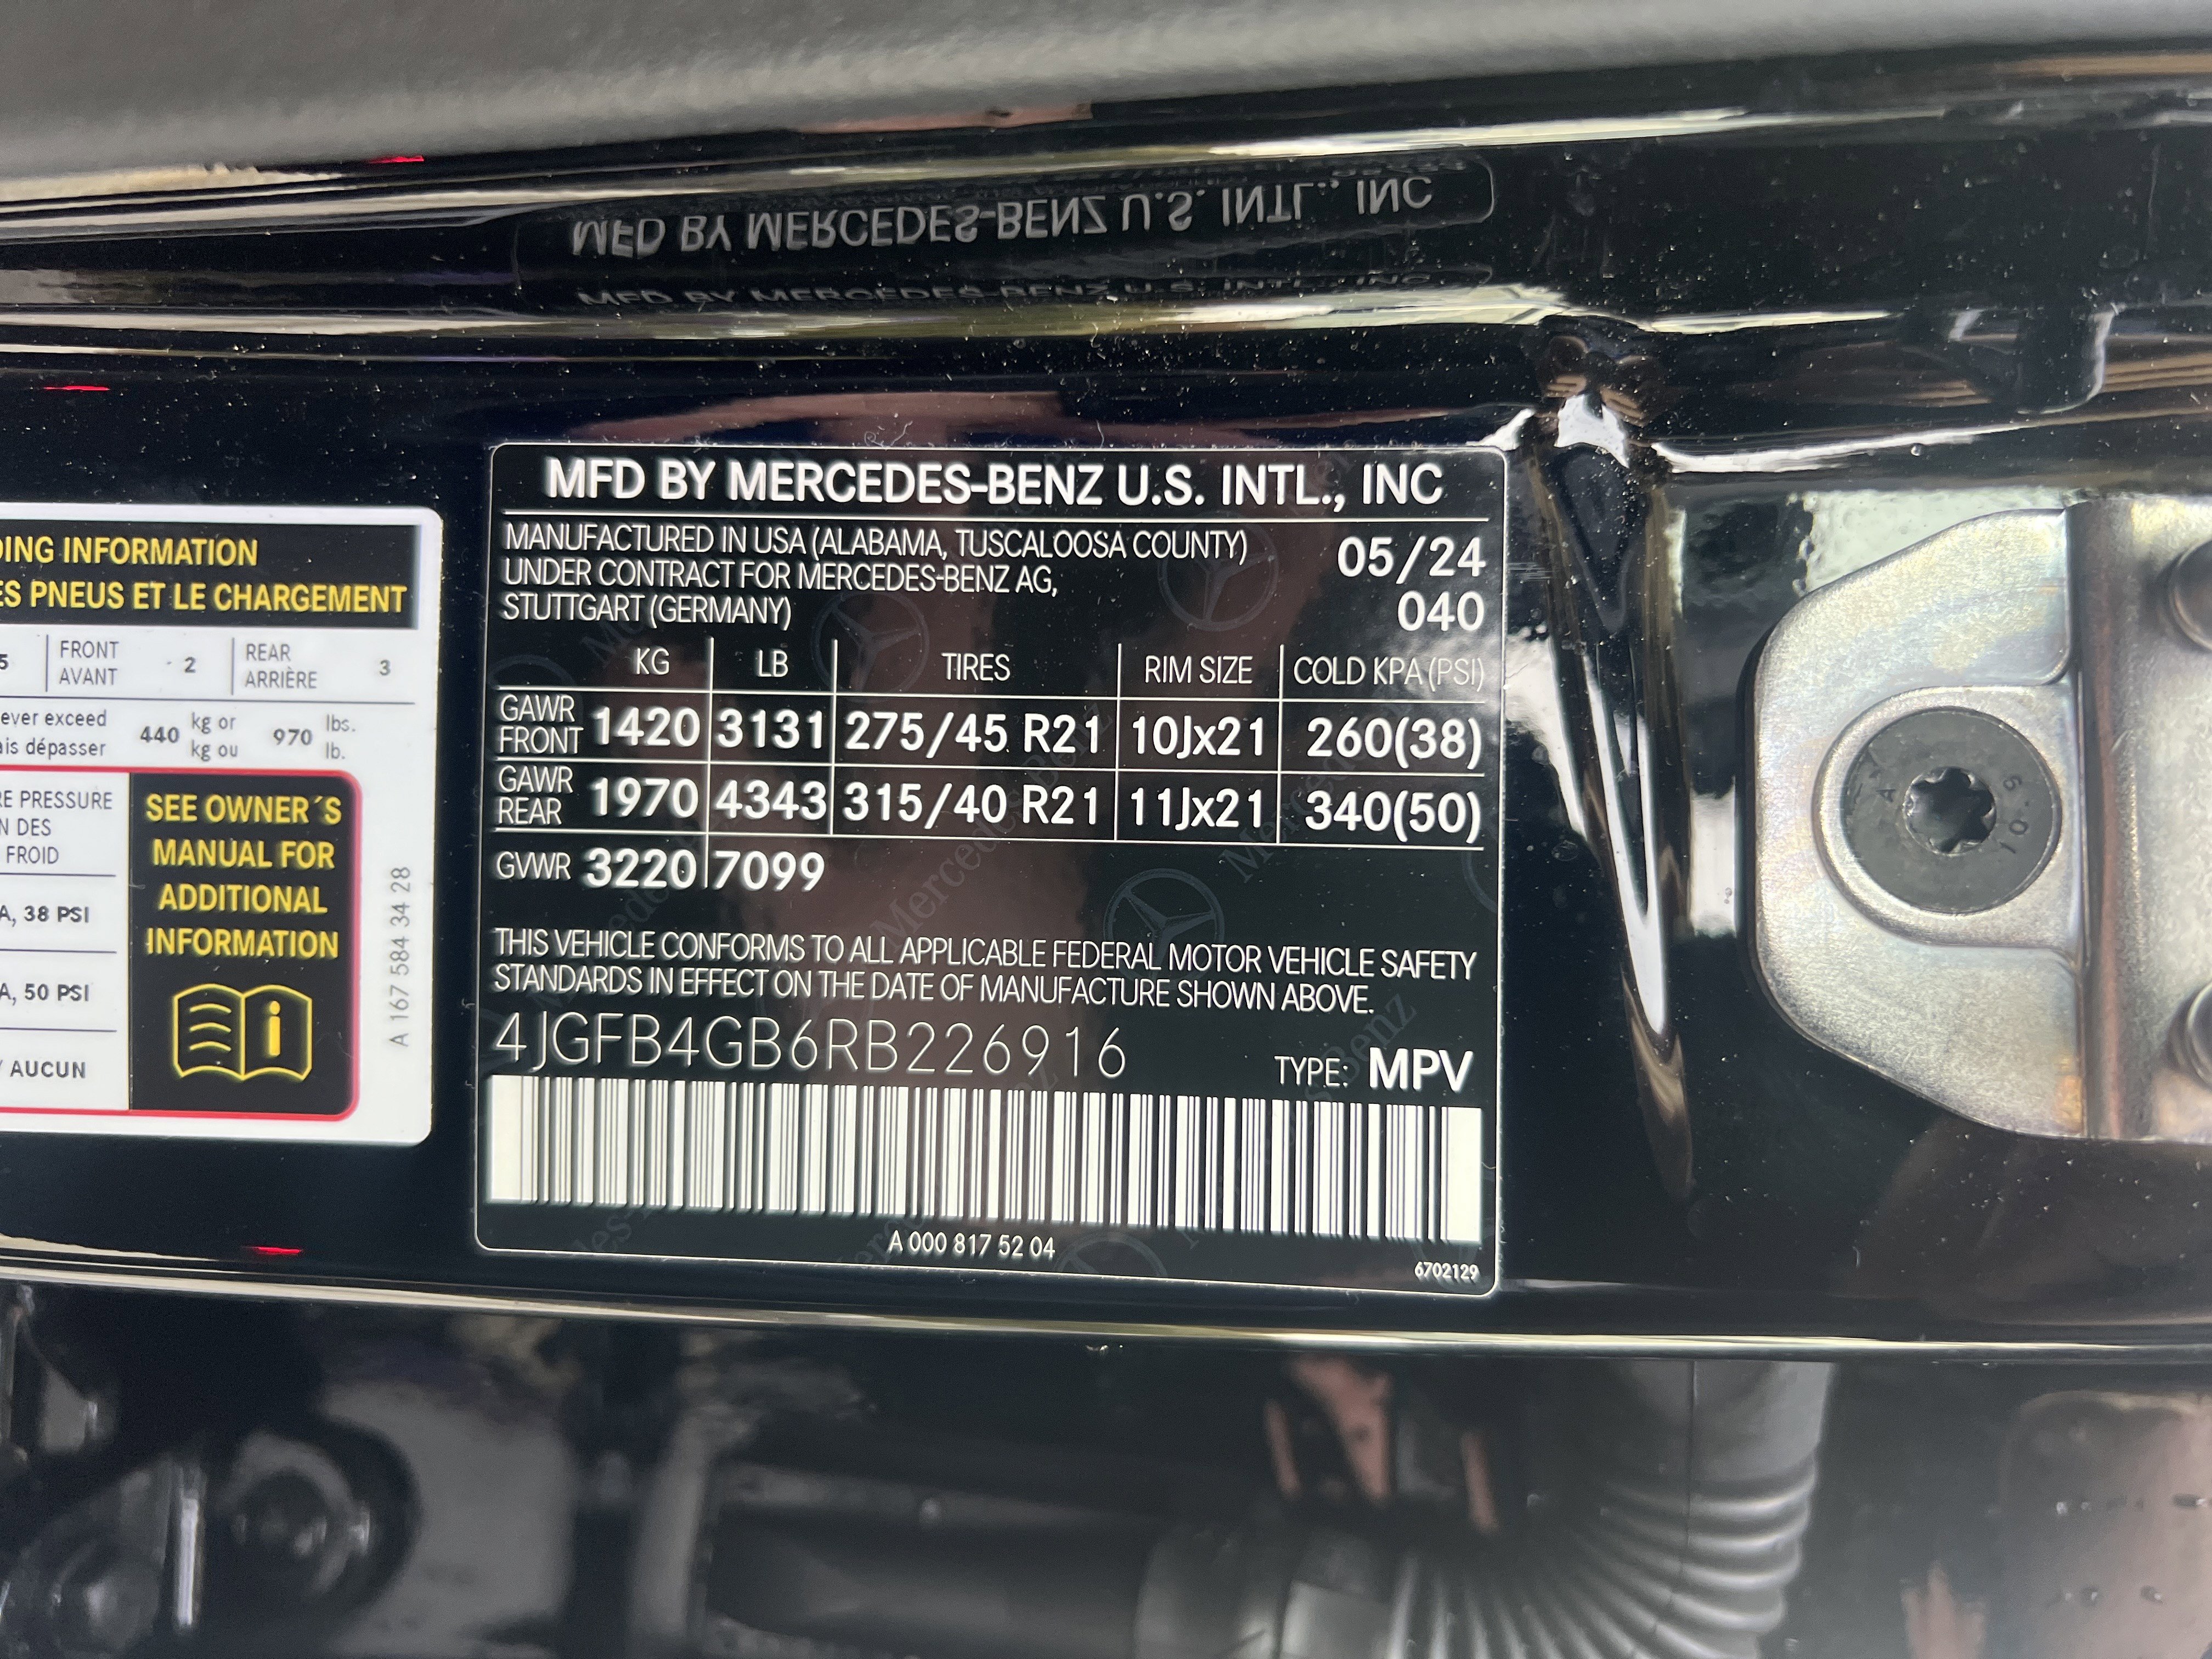 MFD BY MERCEDES-BENZ U.S. INTL., INC
MFD BY MERCEDES-BENZ U.S. INTL., INC
DING INFORMATION
ES PNEUS ET LE CHARGEMENT
5 FRONT AVANT 2 REAR ARRIÈRE 3
ever exceed
ais dépasser
440 kg or kg ou 970 lbs. lb.
RE PRESSURE
N DES
FROID
A, 38 PSI
A, 50 PSI
/ AUCUN
SEE OWNER´S
MANUAL FOR
ADDITIONAL
INFORMATION
i
A 167 584 34 28
MFD BY MERCEDES-BENZ U.S. INTL., INC
MANUFACTURED IN USA (ALABAMA, TUSCALOOSA COUNTY) 05/24
UNDER CONTRACT FOR MERCEDES-BENZ AG,
STUTTGART (GERMANY) 040
KG LB TIRES RIM SIZE COLD KPA (PSI)
GAWR FRONT 1420 3131 275/45 R21 10Jx21 260(38)
GAWR REAR 1970 4343 315/40 R21 11Jx21 340(50)
GVWR 3220 7099
THIS VEHICLE CONFORMS TO ALL APPLICABLE FEDERAL MOTOR VEHICLE SAFETY
STANDARDS IN EFFECT ON THE DATE OF MANUFACTURE SHOWN ABOVE.
4JGFB4GB6RB226916
TYPE: MPV
A 000 817 52 04
6702129
10.9